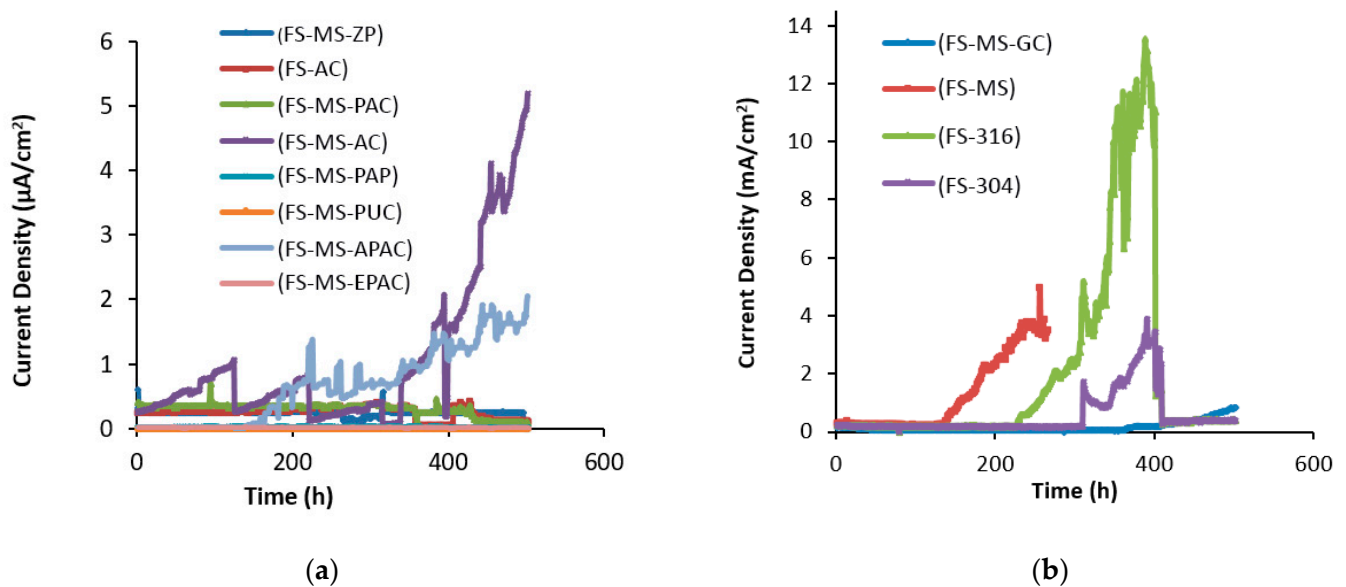 6
5
4
3
2
1
0
Current Density (µA/cm²)
(FS-MS-ZP)
(FS-AC)
(FS-MS-PAC)
(FS-MS-AC)
(FS-MS-PAP)
(FS-MS-PUC)
(FS-MS-APAC)
(FS-MS-EPAC)
0 200 400 600
Time (h)
(a)
14
12
10
8
6
4
2
0
Current Density (mA/cm²)
(FS-MS-GC)
(FS-MS)
(FS-316)
(FS-304)
0 200 400 600
Time (h)
(b)